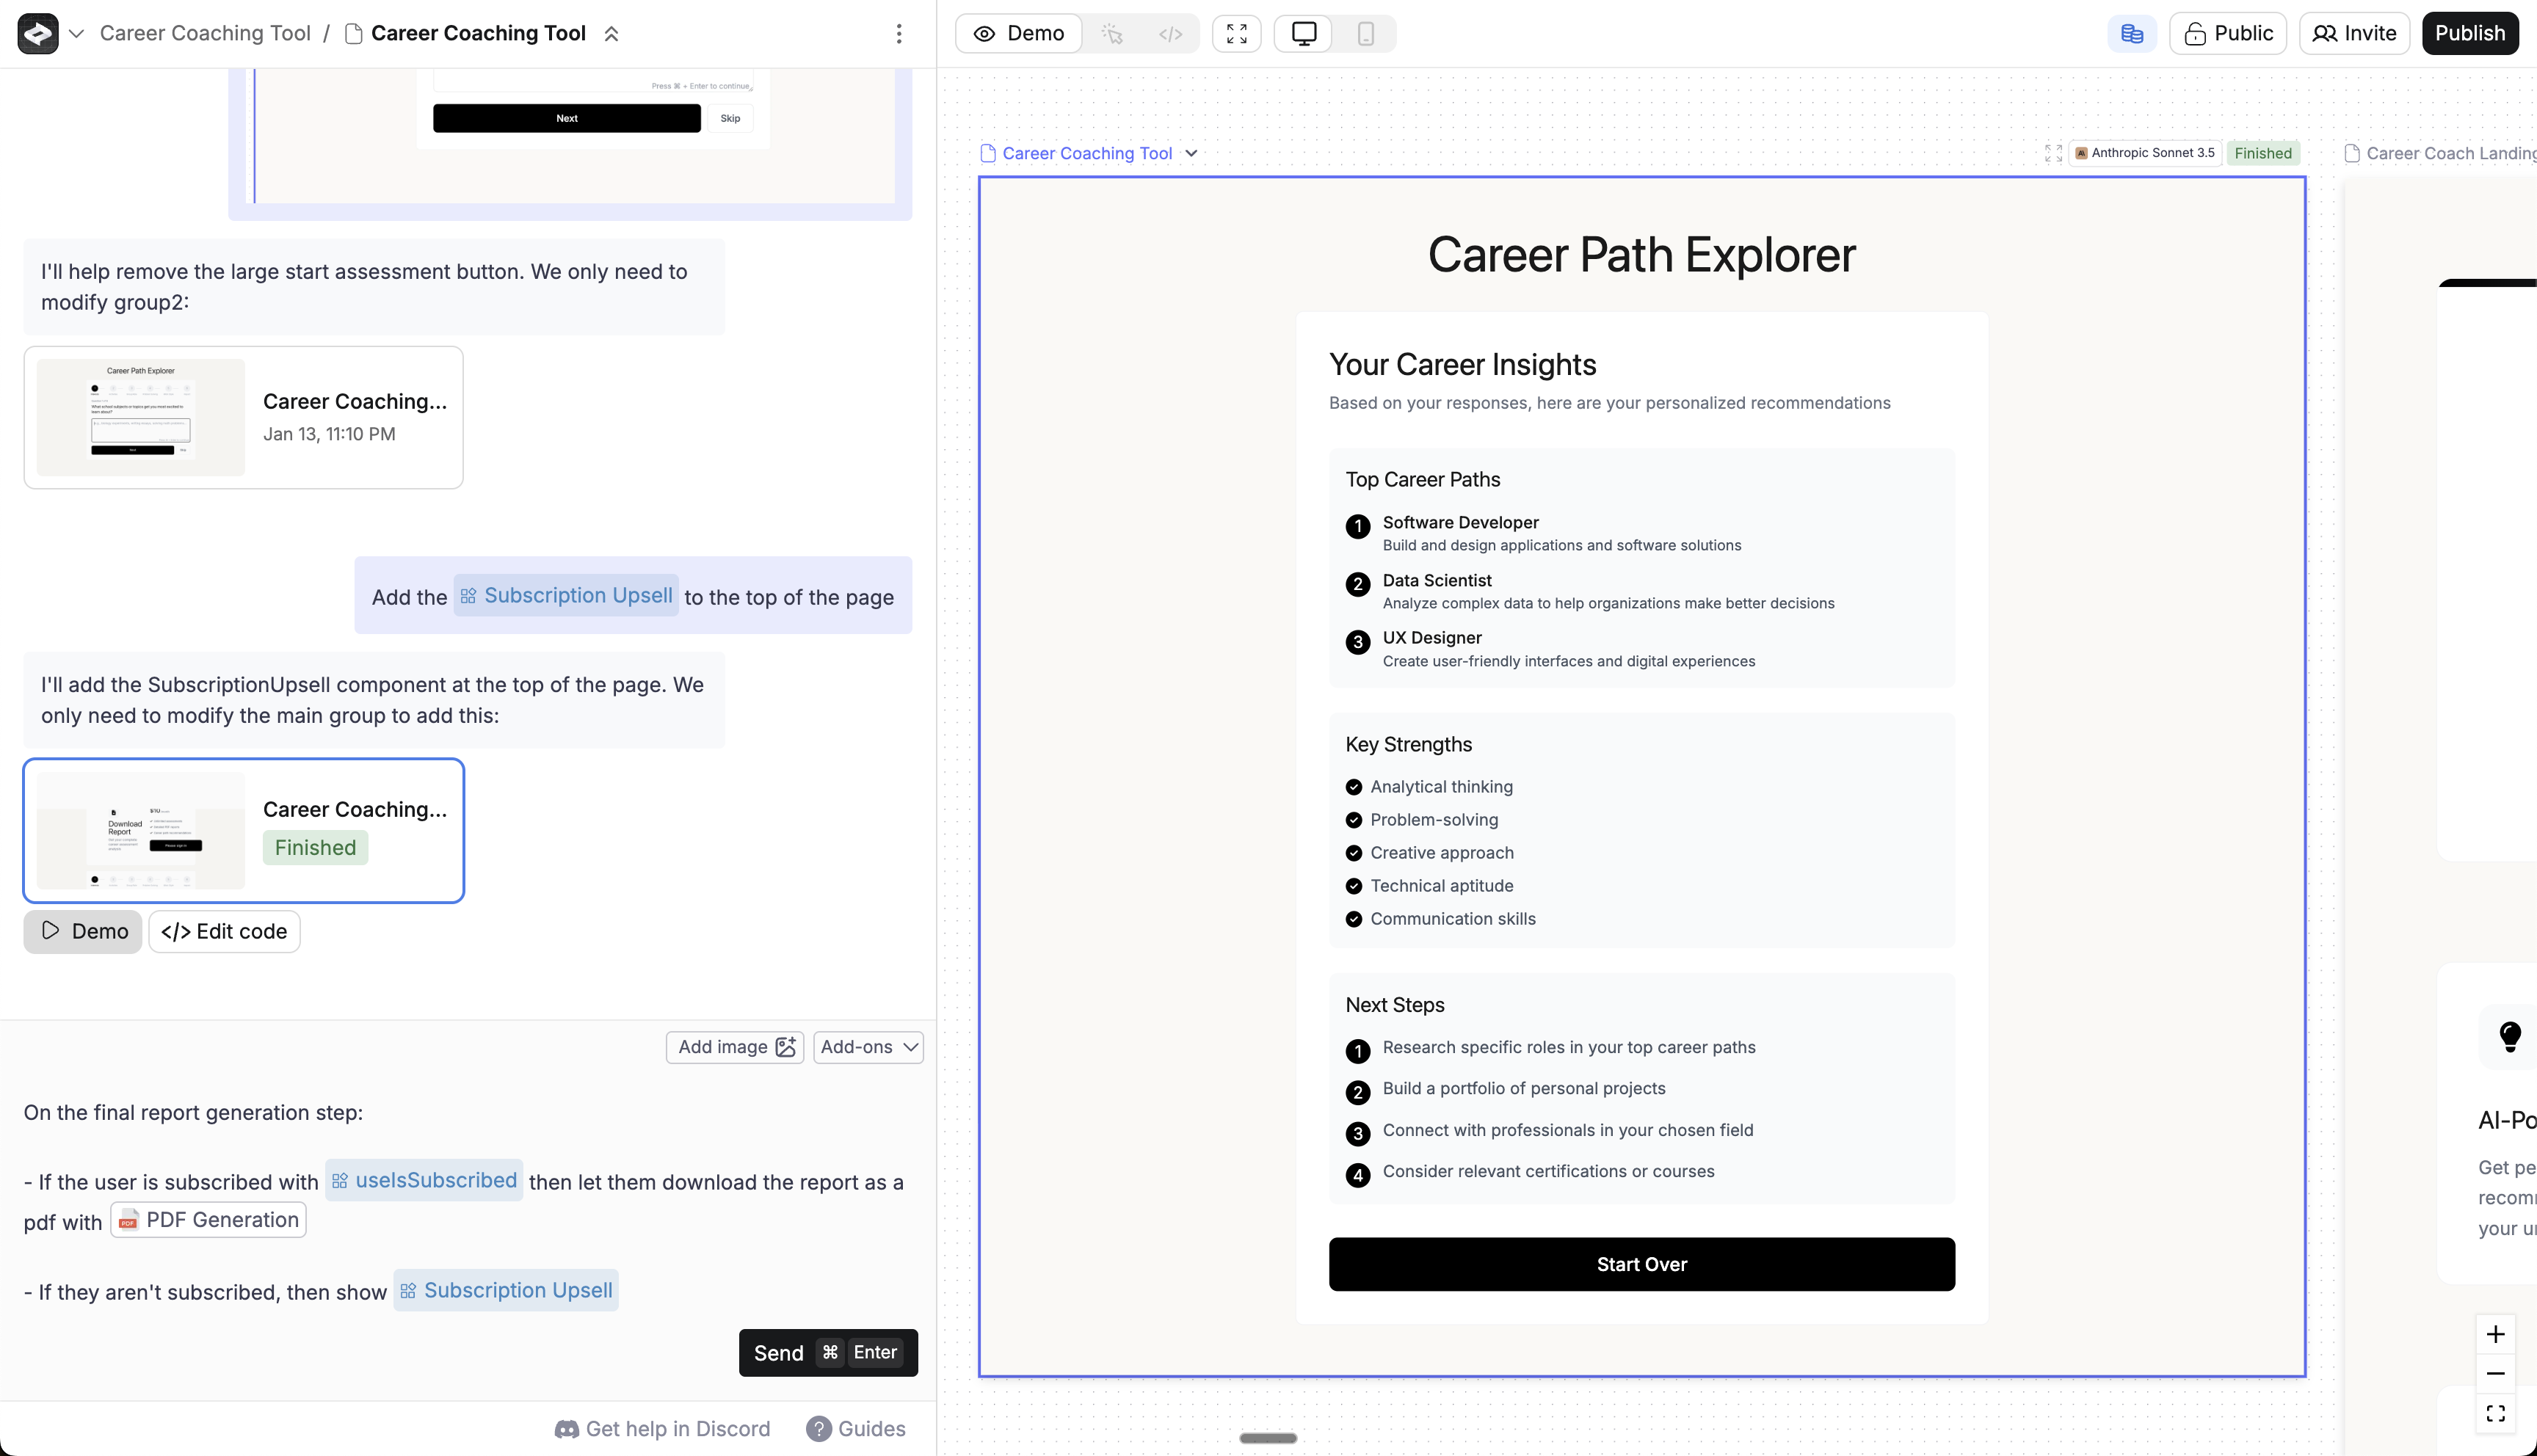 Career Coaching Tool / Career Coaching Tool
Press ⌘ + Enter to continue
Next Skip
I'll help remove the large start assessment button. We only need to
modify group2:
Career Path Explorer
Career Coaching...
Jan 13, 11:10 PM
Add the Subscription Upsell to the top of the page
I'll add the SubscriptionUpsell component at the top of the page. We
only need to modify the main group to add this:
Download
Report
Career Coaching...
Finished
Demo </> Edit code
Add image Add-ons
On the final report generation step:
- If the user is subscribed with useIsSubscribed then let them download the report as a
pdf with PDF PDF Generation
- If they aren't subscribed, then show Subscription Upsell
Send ⌘ Enter
Get help in Discord ? Guides
Demo </> Public Invite Publish
Career Coaching Tool Anthropic Sonnet 3.5 Finished
Career Path Explorer
Your Career Insights
Based on your responses, here are your personalized recommendations
Top Career Paths
1 Software Developer
Build and design applications and software solutions
2 Data Scientist
Analyze complex data to help organizations make better decisions
3 UX Designer
Create user-friendly interfaces and digital experiences
Key Strengths
Analytical thinking
Problem-solving
Creative approach
Technical aptitude
Communication skills
Next Steps
1 Research specific roles in your top career paths
2 Build a portfolio of personal projects
3 Connect with professionals in your chosen field
4 Consider relevant certifications or courses
Start Over
Career Coach Landing
AI-Po
Get pe
recomm
your u